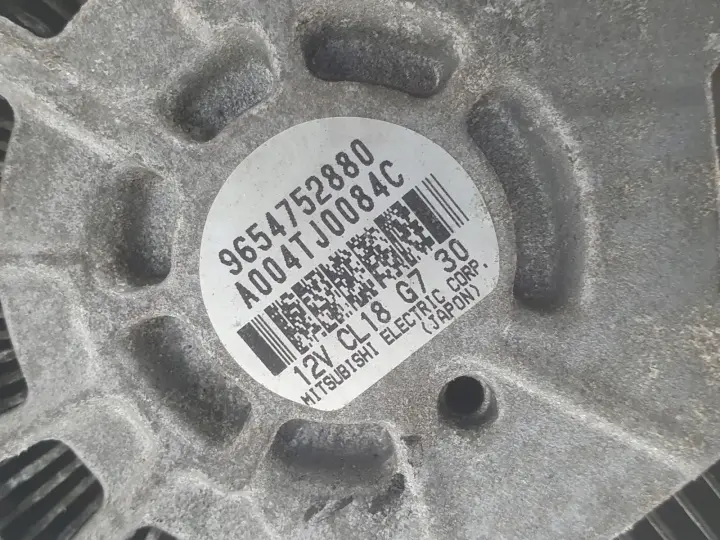 9654752880
A004TJ0084C
12V CL18 G7 30
MITSUBISHI ELECTRIC CORP.
(JAPON)